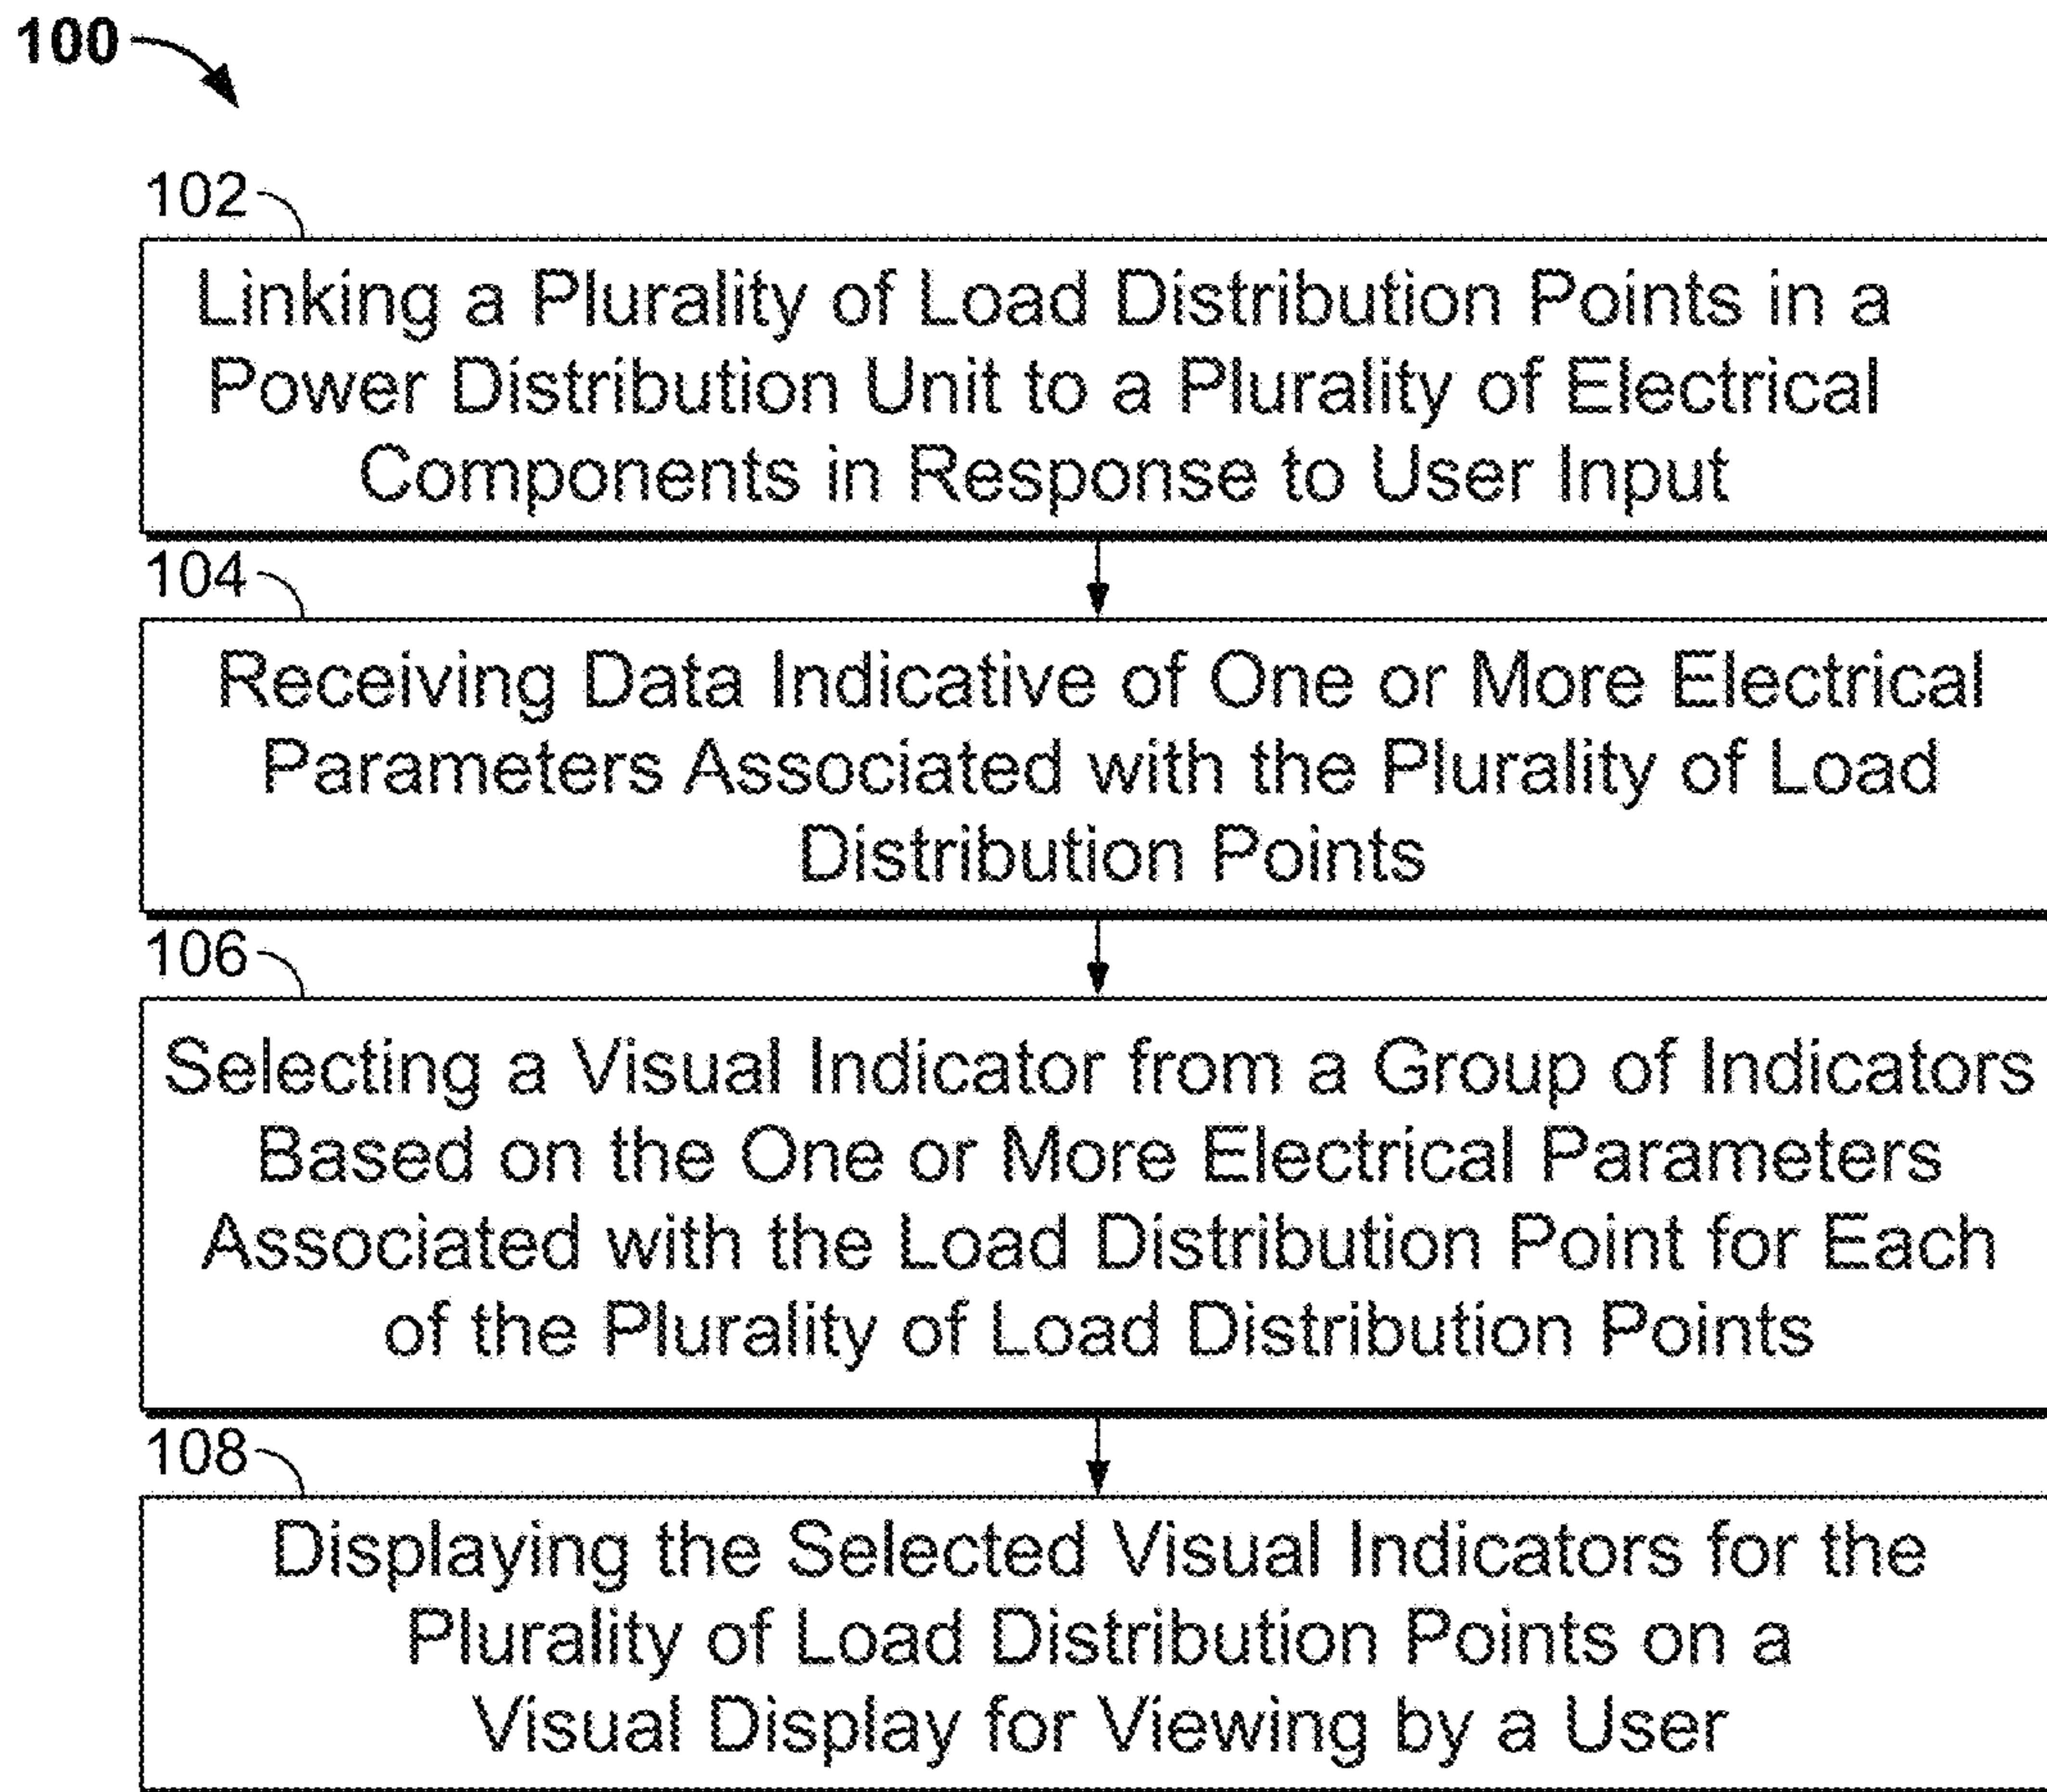 100
102
Linking a Plurality of Load Distribution Points in a
Power Distribution Unit to a Plurality of Electrical
Components in Response to User Input
104
Receiving Data Indicative of One or More Electrical
Parameters Associated with the Plurality of Load
Distribution Points
106
Selecting a Visual Indicator from a Group of Indicators
Based on the One or More Electrical Parameters
Associated with the Load Distribution Point for Each
of the Plurality of Load Distribution Points
108
Displaying the Selected Visual Indicators for the
Plurality of Load Distribution Points on a
Visual Display for Viewing by a User